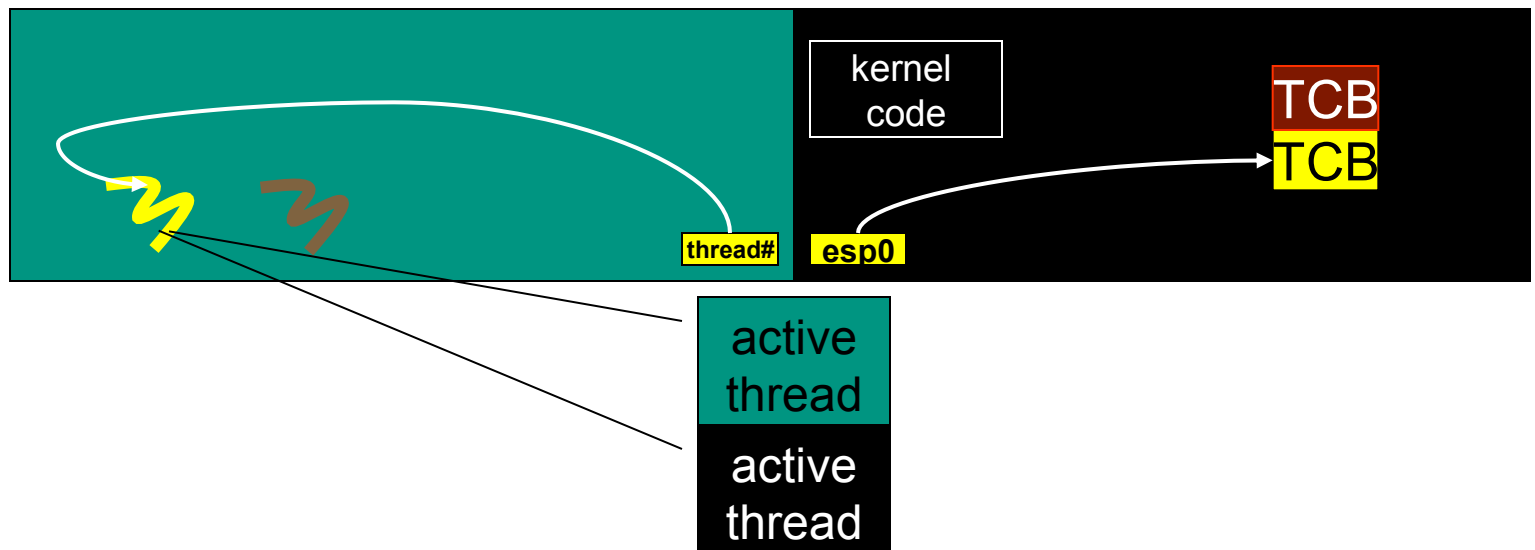 kernel
code
TCB
TCB
thread#
esp0
active
thread
active
thread